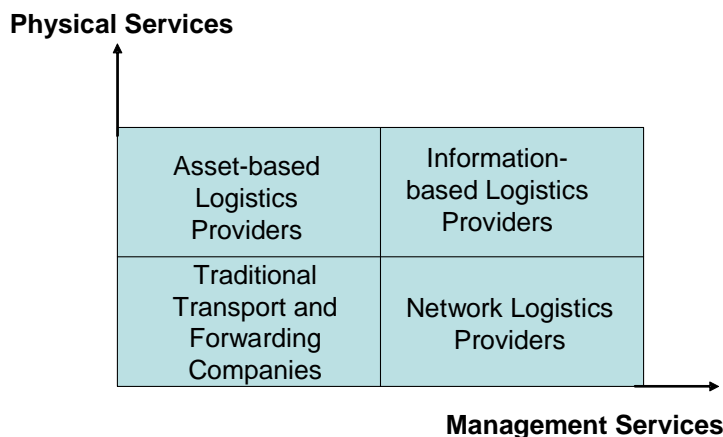 Physical Services
Asset-based
Logistics
Providers
Information-
based Logistics
Providers
Traditional
Transport and
Forwarding
Companies
Network Logistics
Providers
Management Services